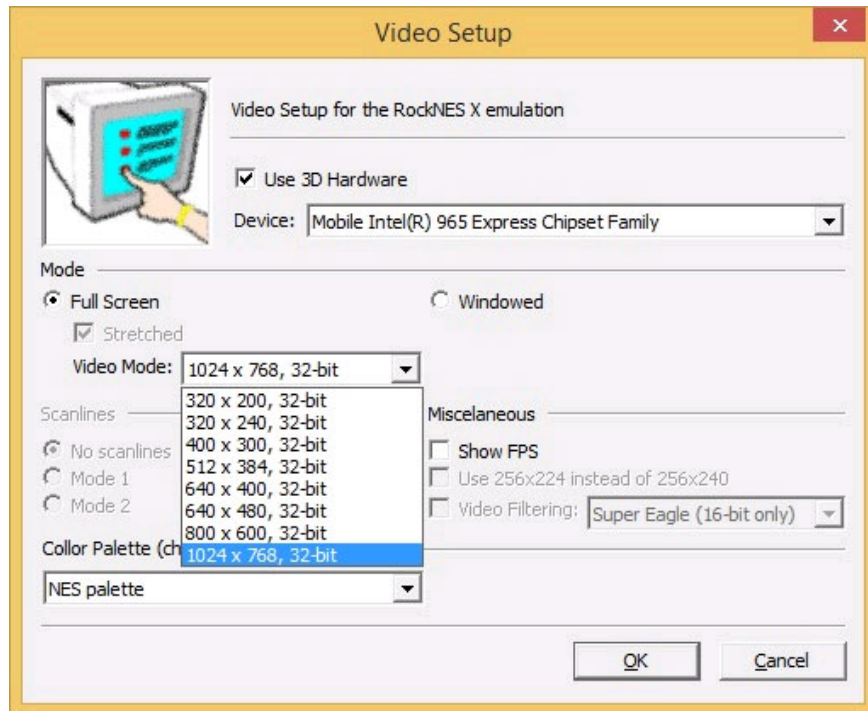 Video Setup
Video Setup for the RockNES X emulation
Use 3D Hardware
Device: Mobile Intel(R) 965 Express Chipset Family
Mode
Full Screen
Windowed
Stretched
Video Mode: 1024 x 768, 32-bit
320 x 200, 32-bit
320 x 240, 32-bit
400 x 300, 32-bit
512 x 384, 32-bit
640 x 400, 32-bit
640 x 480, 32-bit
800 x 600, 32-bit
1024 x 768, 32-bit
Scanlines
No scanlines
Mode 1
Mode 2
Miscelaneous
Show FPS
Use 256x224 instead of 256x240
Video Filtering: Super Eagle (16-bit only)
Collor Palette (ch
NES palette
OK
Cancel